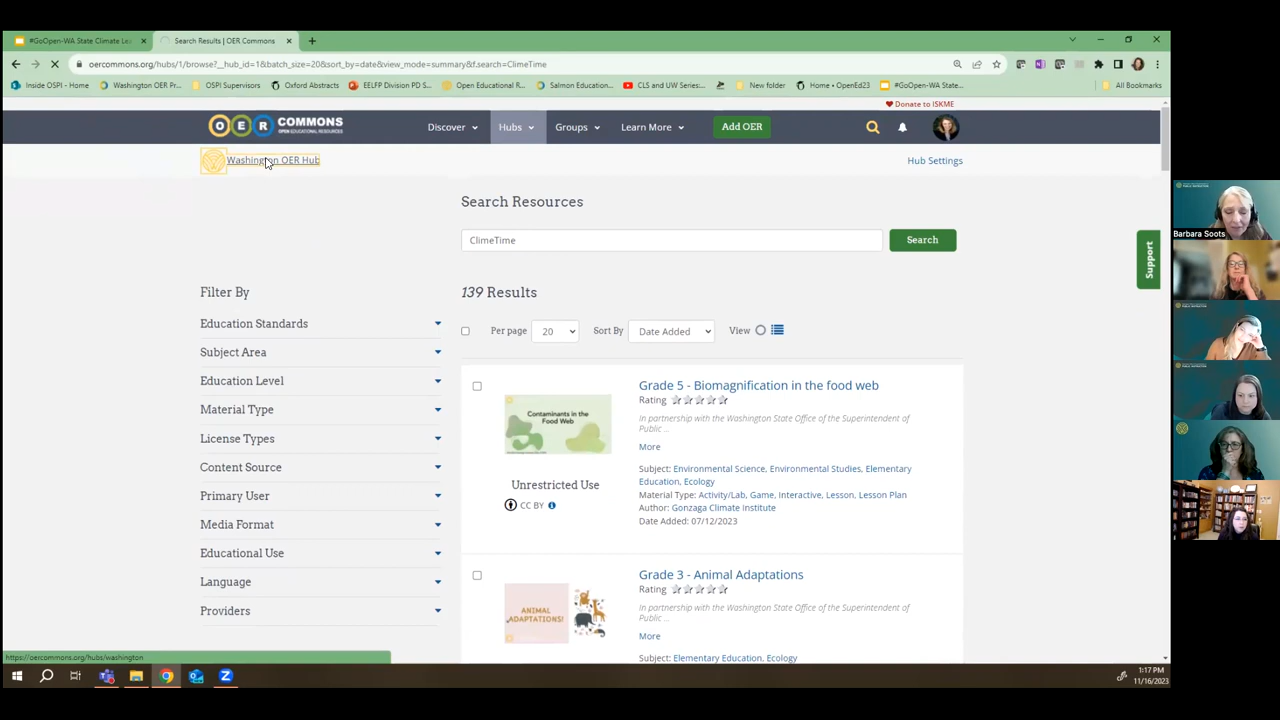 #GoOpen-WA State Climate Le
Search Results | OER Commons
oercommons.org/hubs/1/browse?__hub_id=1&batch_size=20&sort_by=date&view_mode=summary&f.search=ClimeTime
Inside OSPI - Home
Washington OER Pr...
OSPI Supervisors
Oxford Abstracts
EELFP Division PD S...
Open Educational R...
Salmon Education...
CLS and UW Series:...
New folder
Home • OpenEd23
#GoOpen-WA State...
All Bookmarks
Donate to ISKME
OER COMMONS
OPEN EDUCATIONAL RESOURCES
Discover
Hubs
Groups
Learn More
Add OER
Washington OER Hub
Hub Settings
Search Resources
ClimeTime
Search
Support
Filter By
Education Standards
Subject Area
Education Level
Material Type
License Types
Content Source
Primary User
Media Format
Educational Use
Language
Providers
139 Results
Per page 20 Sort By Date Added View
Contaminants in the
Food Web
Unrestricted Use
CC BY
Grade 5 - Biomagnification in the food web
Rating
In partnership with the Washington State Office of the Superintendent of
Public ...
More
Subject: Environmental Science, Environmental Studies, Elementary
Education, Ecology
Material Type: Activity/Lab, Game, Interactive, Lesson, Lesson Plan
Author: Gonzaga Climate Institute
Date Added: 07/12/2023
ANIMAL
ADAPTATIONS!
Grade 3 - Animal Adaptations
Rating
In partnership with the Washington State Office of the Superintendent of
Public ...
More
Subject: Elementary Education, Ecology
https://oercommons.org/hubs/washington
1:17 PM
11/16/2023
Barbara Soots